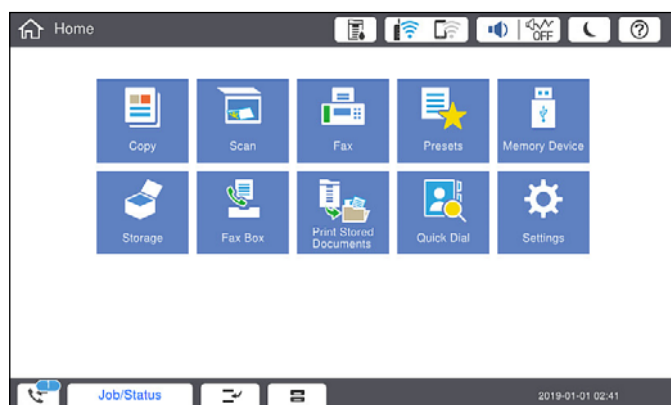 Home
OFF
Copy
Scan
Fax
Presets
Memory Device
Storage
Fax Box
Print Stored
Documents
Quick Dial
Settings
1
Job/Status
2019-01-01 02:41